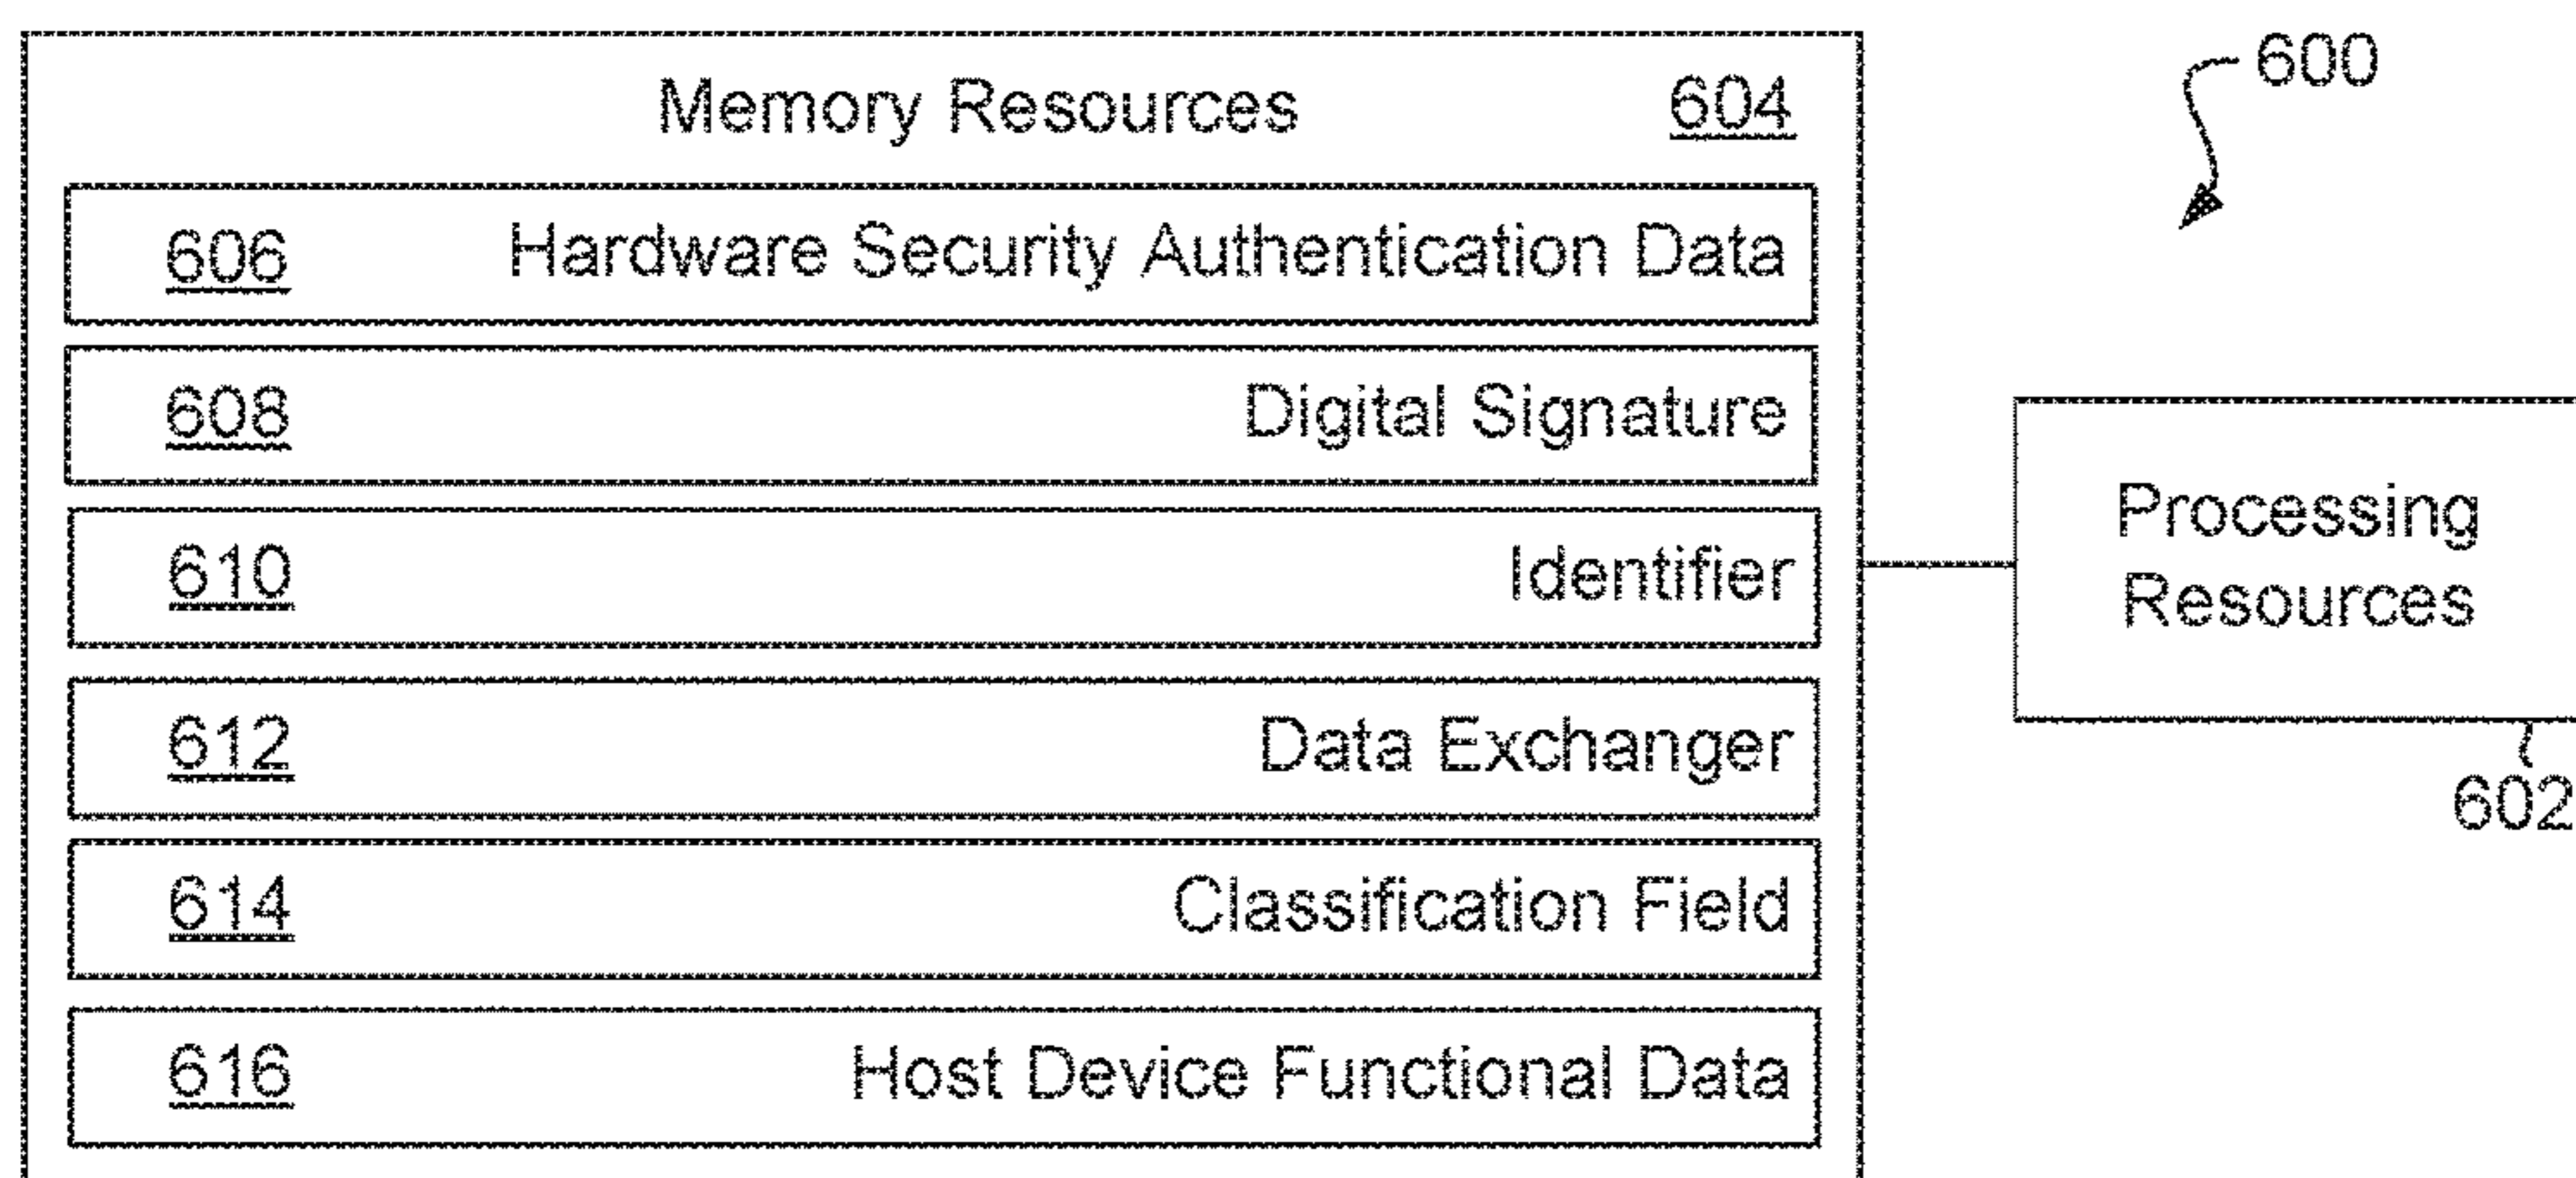 Memory Resources 604
600
606 Hardware Security Authentication Data
608 Digital Signature
610 Identifier
612 Data Exchanger
614 Classification Field
616 Host Device Functional Data
Processing
Resources
602